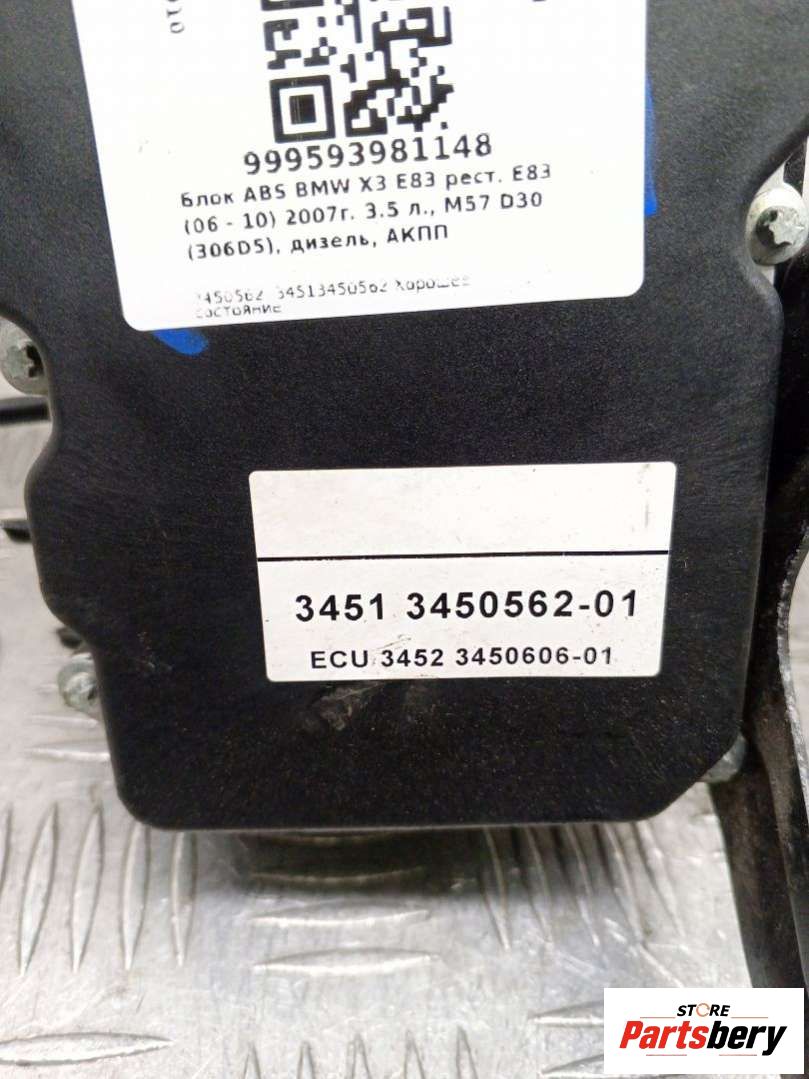 010
999593981148
Блок ABS BMW X3 E83 рест. E83
(06 - 10) 2007г. 3.5 л., M57 D30
(306D5), дизель, АКПП
3450562 34513450562 Хорошее
состояние
3451 3450562-01
ECU 3452 3450606-01
STORE
Partsbery